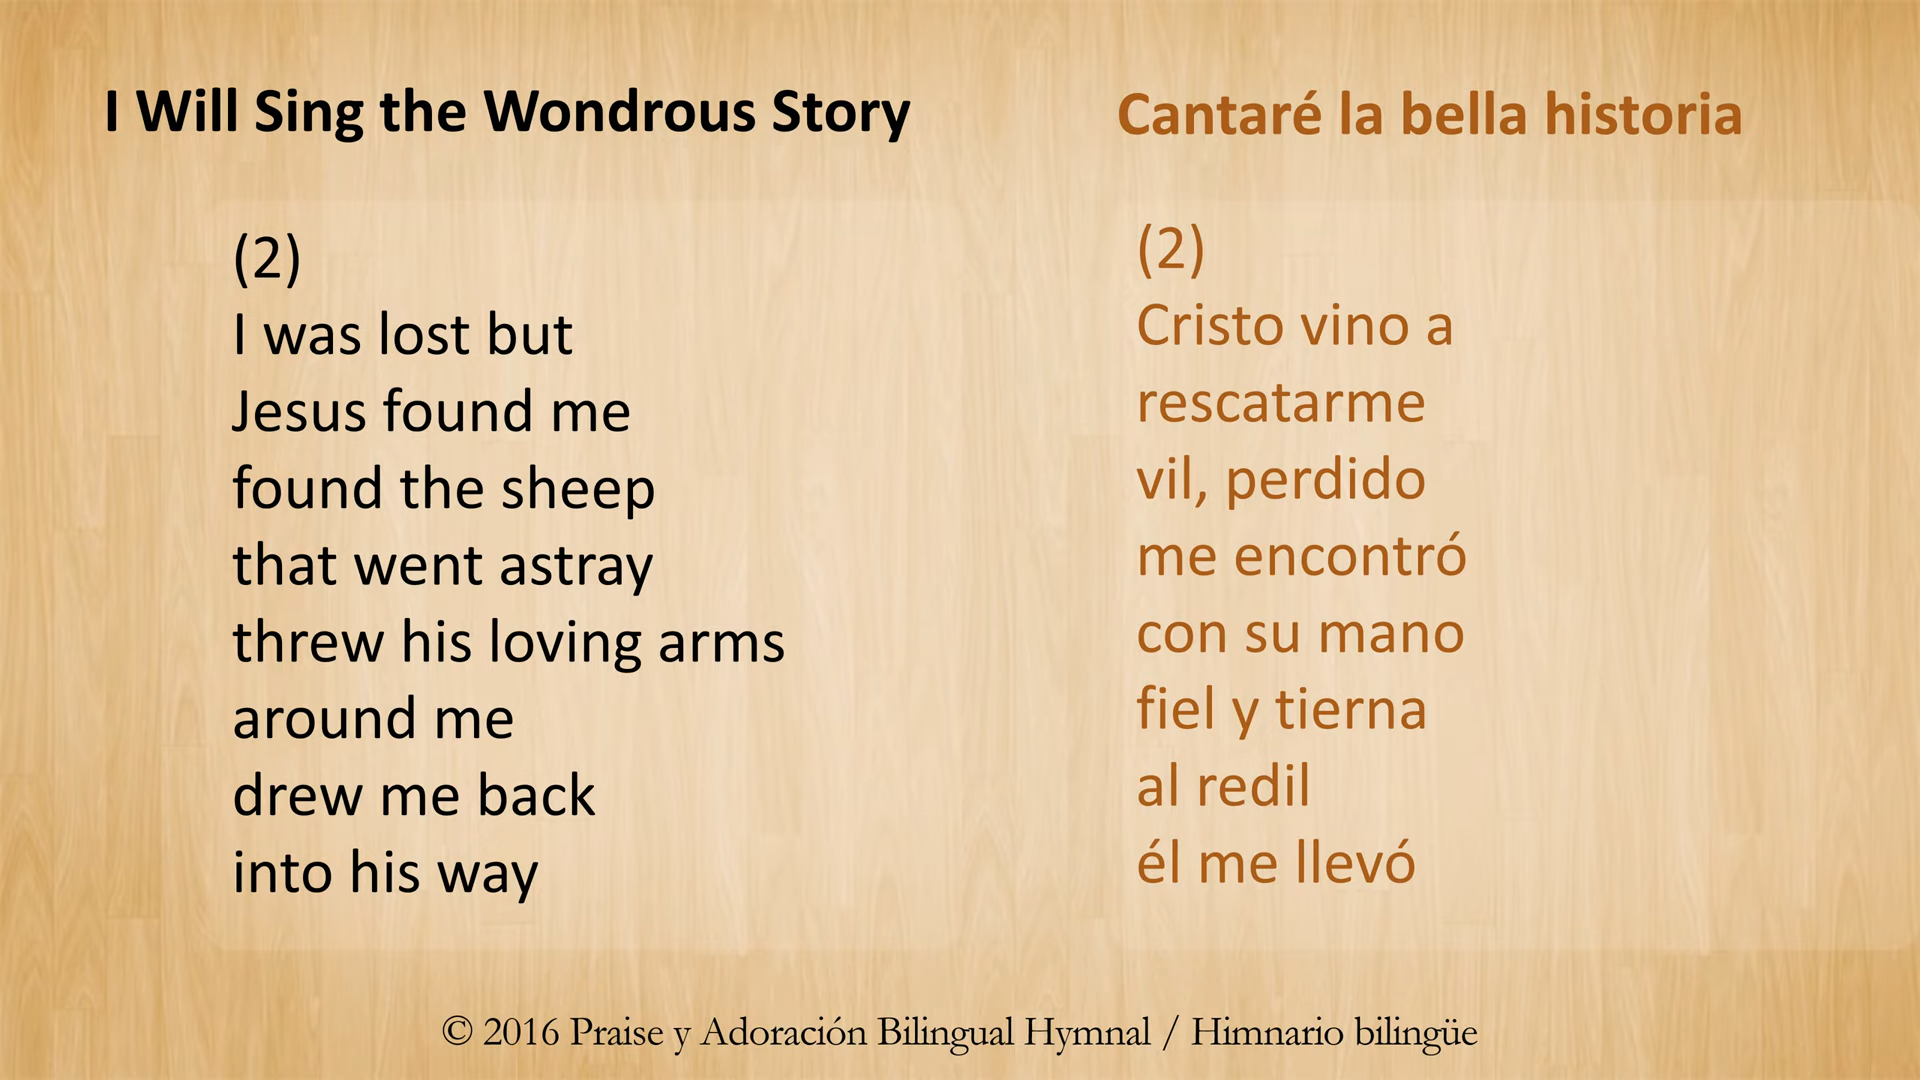 I Will Sing the Wondrous Story
(2)
I was lost but
Jesus found me
found the sheep
that went astray
threw his loving arms
around me
drew me back
into his way
Cantaré la bella historia
(2)
Cristo vino a
rescatarme
vil, perdido
me encontró
con su mano
fiel y tierna
al redil
él me llevó
© 2016 Praise y Adoración Bilingual Hymnal / Himnario bilingüe